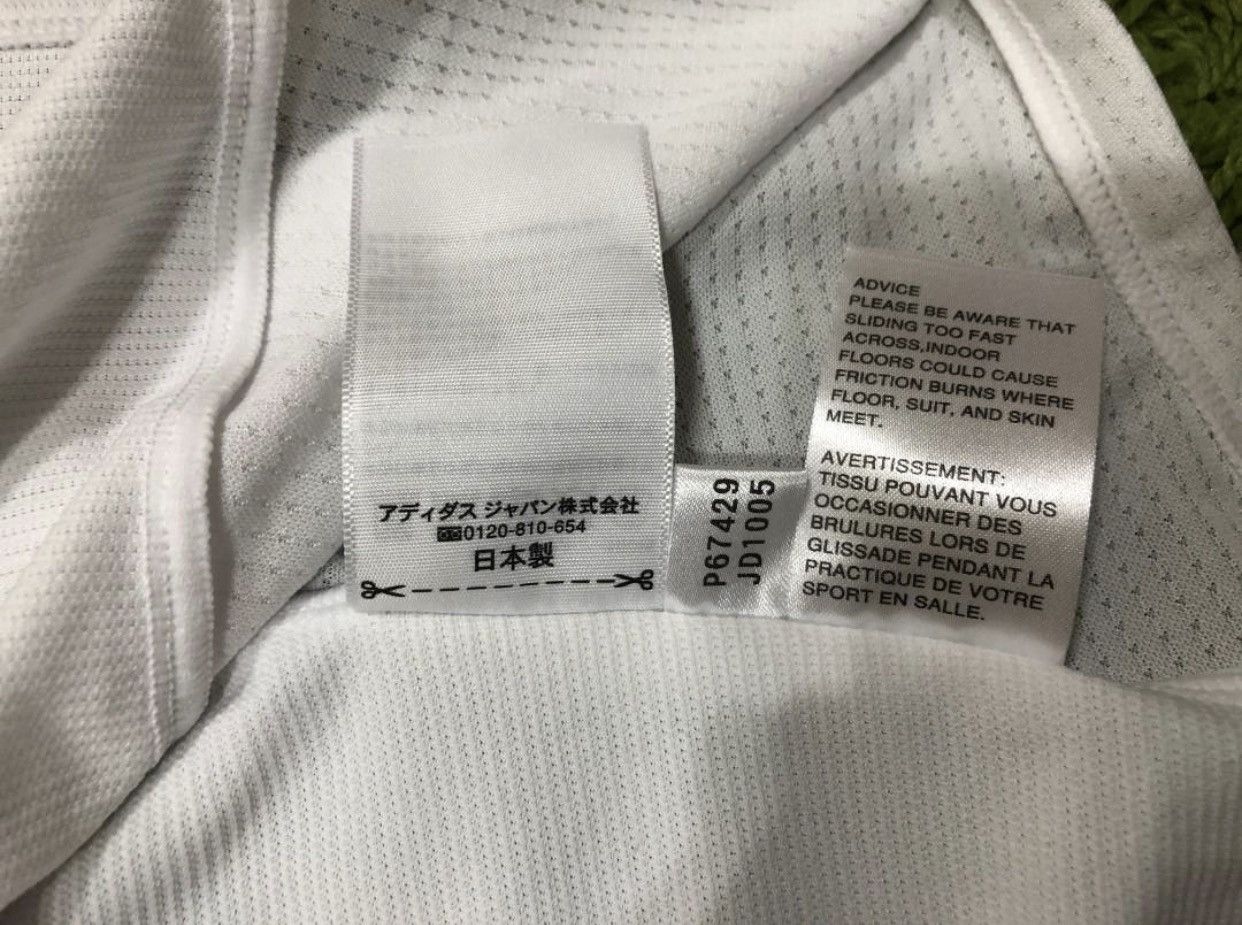 アディダス ジャパン株式会社
0120-810-654
日本製
P67429
JD1005
ADVICE
PLEASE BE AWARE THAT
SLIDING TOO FAST
ACROSS,INDOOR
FLOORS COULD CAUSE
FRICTION BURNS WHERE
FLOOR, SUIT, AND SKIN
MEET.
AVERTISSEMENT:
TISSU POUVANT VOUS
OCCASIONNER DES
BRULURES LORS DE
GLISSADE PENDANT LA
PRACTIQUE DE VOTRE
SPORT EN SALLE.